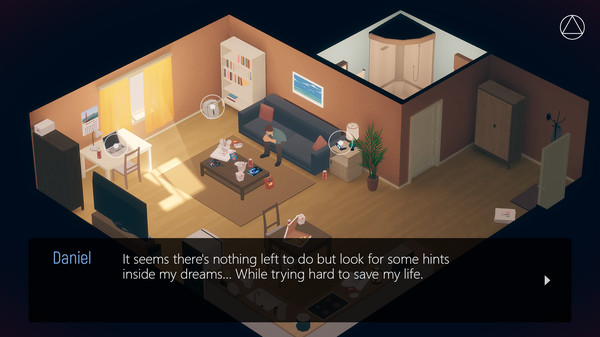 Daniel
It seems there's nothing left to do but look for some hints
inside my dreams... While trying hard to save my life.